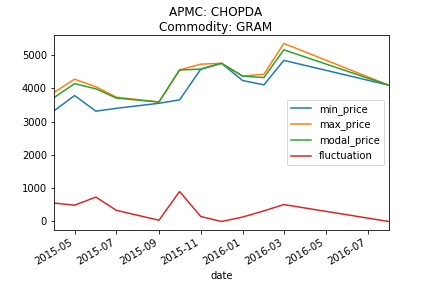 APMC: CHOPDA
Commodity: GRAM
5000
4000
3000
2000
1000
0
min_price
max_price
modal_price
fluctuation
2015-05
2015-07
2015-09
2015-11
2016-01
2016-03
2016-05
2016-07
date